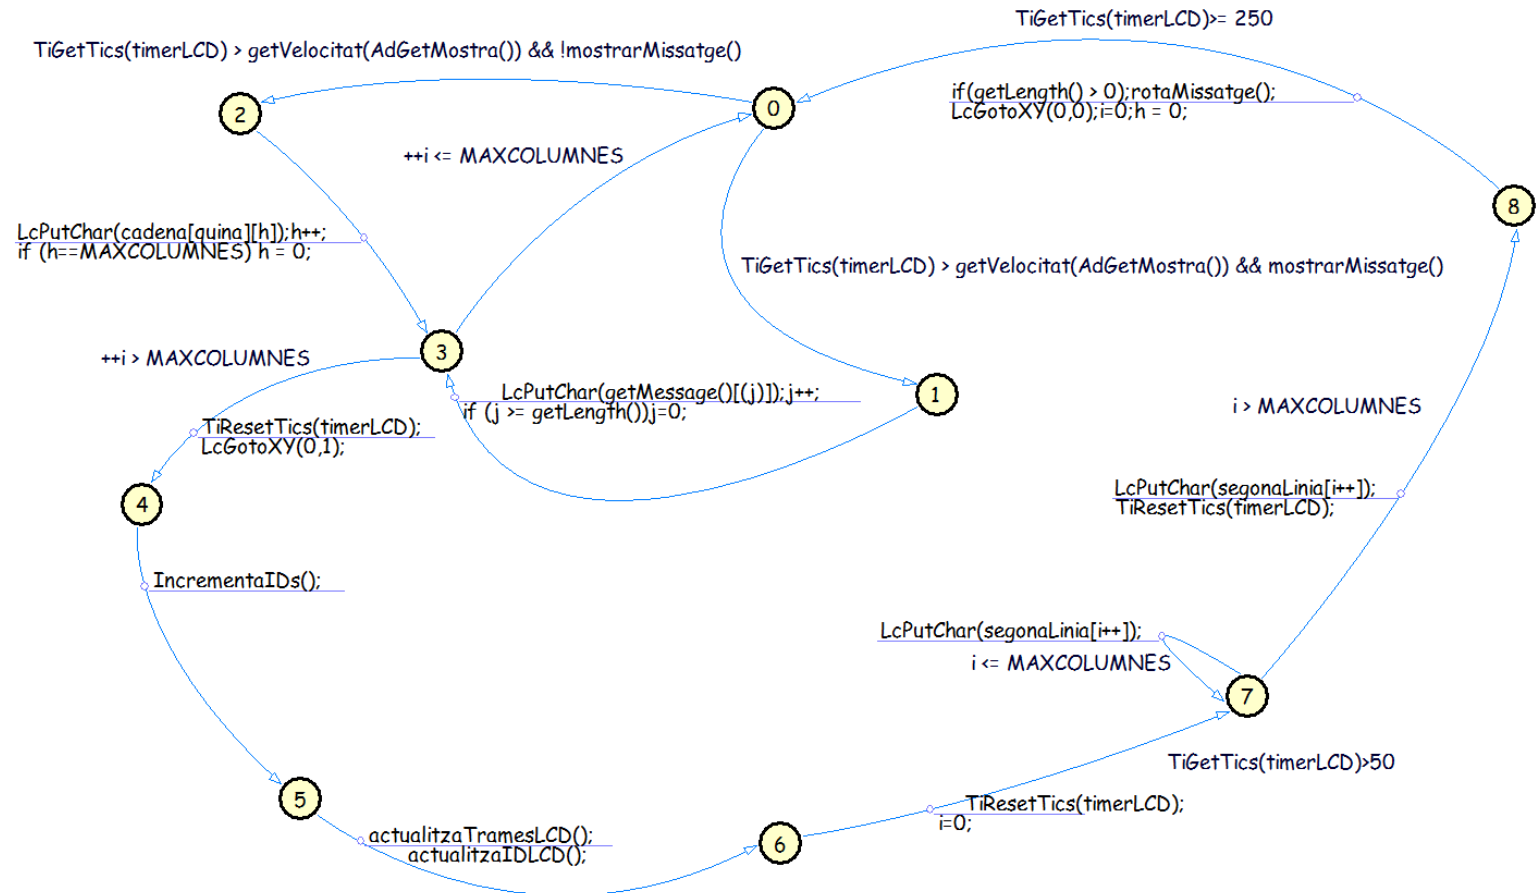 TiGetTics(timerLCD)>= 250
TiGetTics(timerLCD) > getVelocitat(AdGetMostra()) && !mostrarMissatge()
if(getLength() > 0);rotaMissatge();
LcGotoXY(0,0);i=0;h = 0;
2
0
++i <= MAXCOLUMNES
8
LcPutChar(cadena[quina][h]);h++;
if (h==MAXCOLUMNES) h = 0;
TiGetTics(timerLCD) > getVelocitat(AdGetMostra()) && mostrarMissatge()
3
++i > MAXCOLUMNES
LcPutChar(getMessage()[(j)]);j++;
if (j >= getLength())j=0;
1
i > MAXCOLUMNES
TiResetTics(timerLCD);
LcGotoXY(0,1);
4
LcPutChar(segonaLinia[i++]);
TiResetTics(timerLCD);
IncrementaIDs();
LcPutChar(segonaLinia[i++]);
i <= MAXCOLUMNES
7
TiGetTics(timerLCD)>50
5
TiResetTics(timerLCD);
i=0;
actualitzaTramesLCD();
actualitzaIDLCD();
6